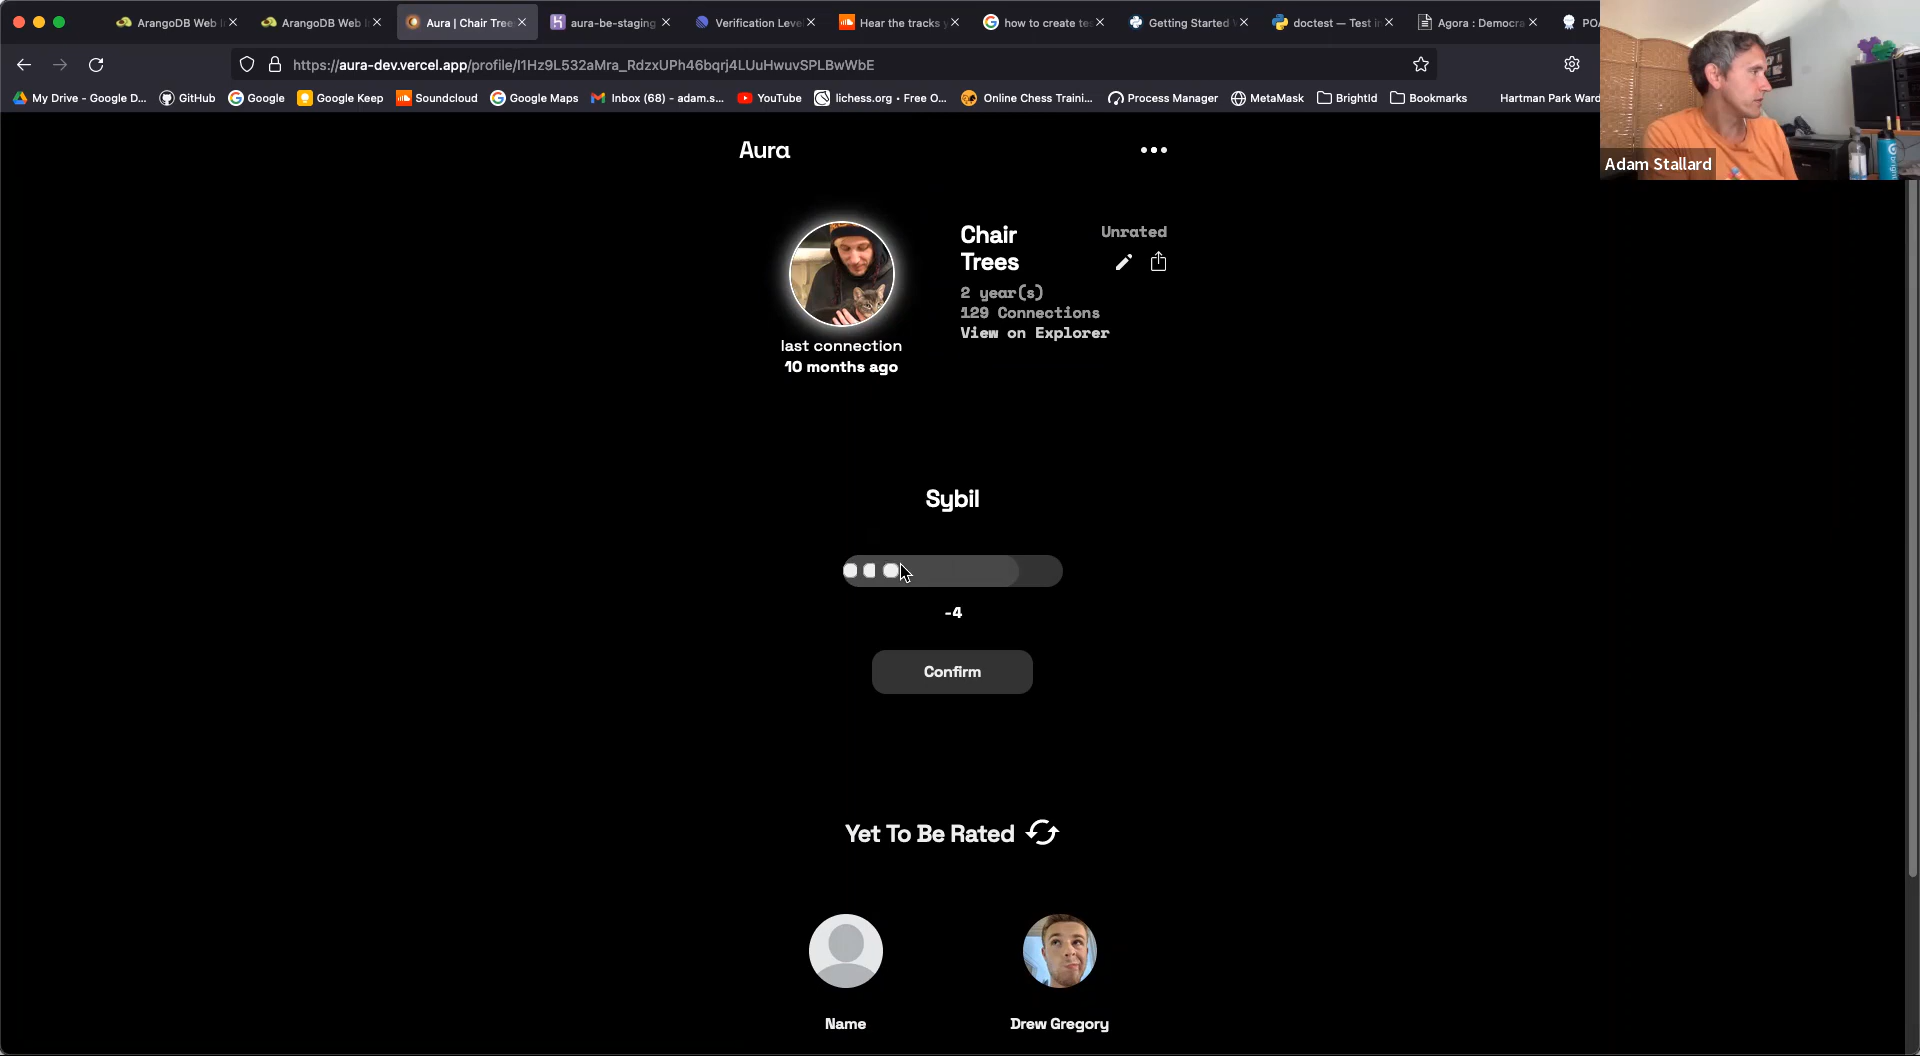 ArangoDB Web I
ArangoDB Web I
Aura | Chair Tree
aura-be-staging
Verification Leve
Hear the tracks y
how to create te
Getting Started
doctest — Test i
Agora : Democra
POA
https://aura-dev.vercel.app/profile/I1Hz9L532aMra_RdzxUPh46bqrj4LUuHwuvSPLBwWbE
My Drive - Google D...
GitHub
Google
Google Keep
Soundcloud
Google Maps
Inbox (68) - adam.s...
YouTube
lichess.org • Free O...
Online Chess Traini...
Process Manager
MetaMask
BrightId
Bookmarks
Hartman Park Ward
Adam Stallard
Aura
Chair
Trees
Unrated
2 year(s)
129 Connections
View on Explorer
last connection
10 months ago
Sybil
-4
Confirm
Yet To Be Rated
Name
Drew Gregory